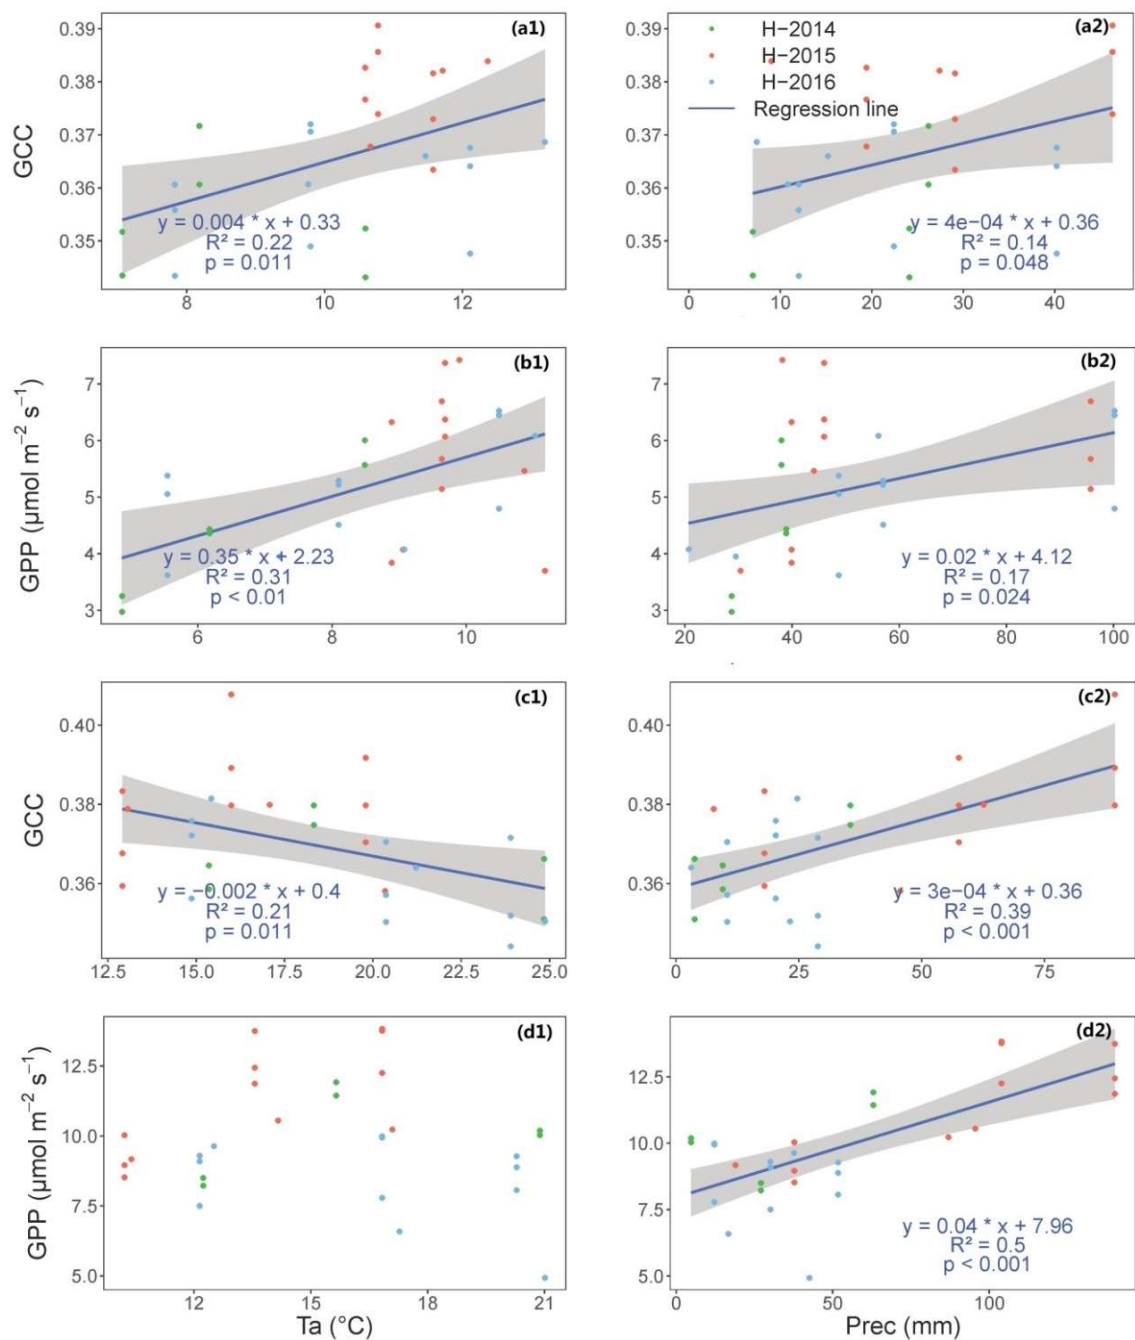 (a1)
GCC
0.39
0.38
0.37
0.36
0.35
y = 0.004 * x + 0.33
R² = 0.22
p = 0.011
8 10 12
(a2)
H−2014
H−2015
H−2016
Regression line
0.39
0.38
0.37
0.36
0.35
y = 4e−04 * x + 0.36
R² = 0.14
p = 0.048
0 10 20 30 40
(b1)
GPP (μmol m⁻² s⁻¹)
7
6
5
4
3
y = 0.35 * x + 2.23
R² = 0.31
p < 0.01
6 8 10
(b2)
7
6
5
4
3
y = 0.02 * x + 4.12
R² = 0.17
p = 0.024
20 40 60 80 100
(c1)
GCC
0.40
0.38
0.36
y = −0.002 * x + 0.4
R² = 0.21
p = 0.011
12.5 15.0 17.5 20.0 22.5 25.0
(c2)
0.40
0.38
0.36
y = 3e−04 * x + 0.36
R² = 0.39
p < 0.001
0 25 50 75
(d1)
GPP (μmol m⁻² s⁻¹)
12.5
10.0
7.5
5.0
12 15 18 21
Ta (°C)
(d2)
12.5
10.0
7.5
5.0
y = 0.04 * x + 7.96
R² = 0.5
p < 0.001
0 50 100
Prec (mm)